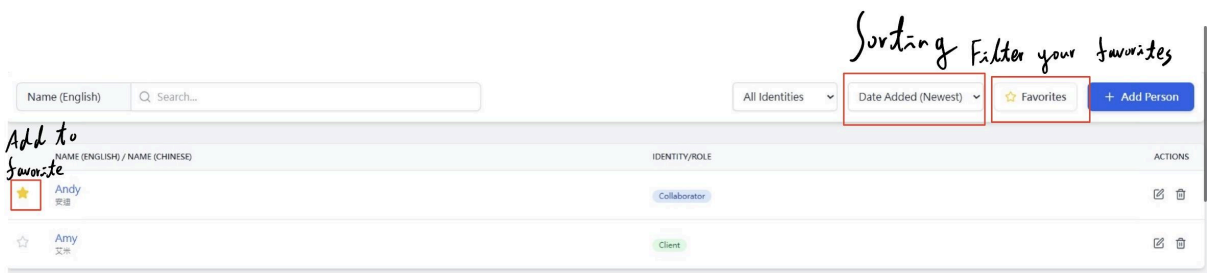 Sorting Filter your favorites
Name (English) Search... All Identities Date Added (Newest) Favorites + Add Person
Add to
favorite
NAME (ENGLISH) / NAME (CHINESE) IDENTITY/ROLE ACTIONS
Andy Collaborator
安迪
Amy Client
艾米